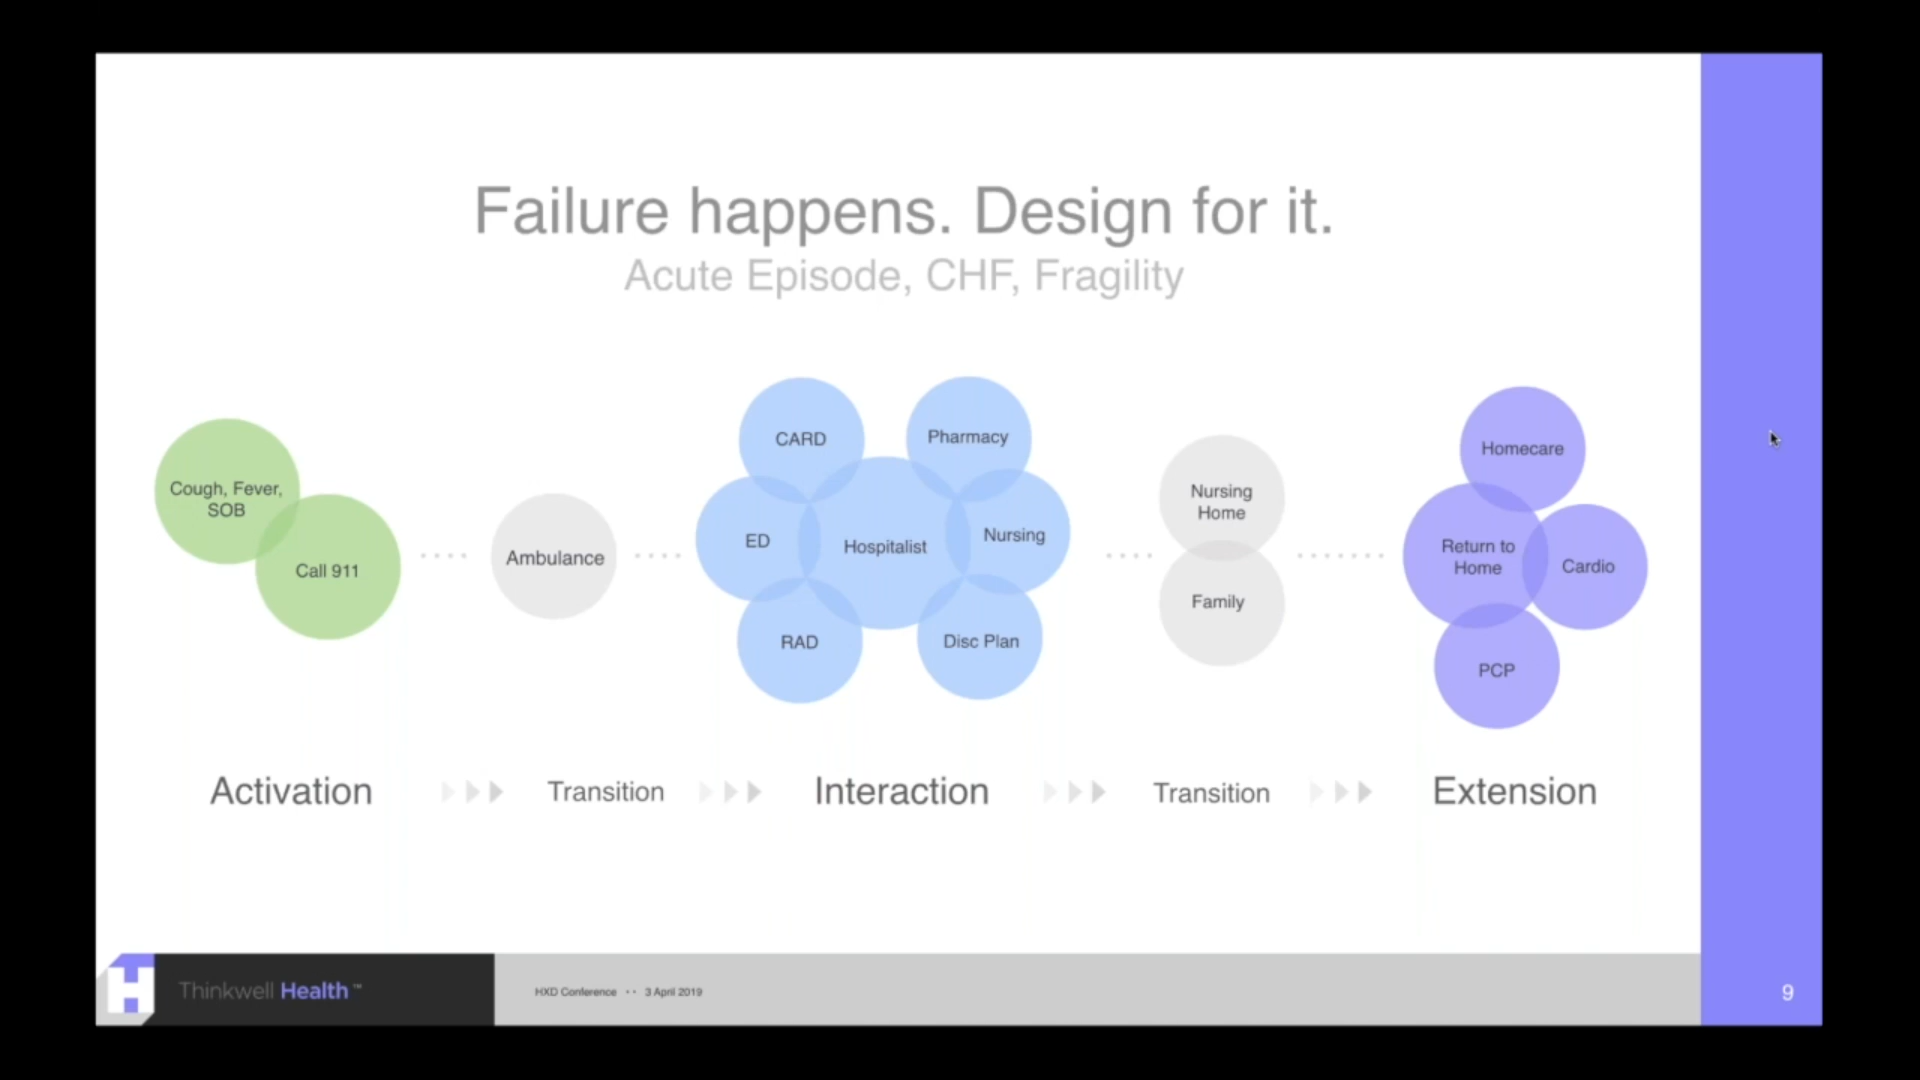 Failure happens. Design for it.
Acute Episode, CHF, Fragility
Cough, Fever,
SOB
Call 911
Ambulance
CARD
Pharmacy
ED
Hospitalist
Nursing
RAD
Disc Plan
Nursing
Home
Family
Homecare
Return to
Home
Cardio
PCP
Activation
Transition
Interaction
Transition
Extension
H
Thinkwell Health™
HXD Conference ·· 3 April 2019
9